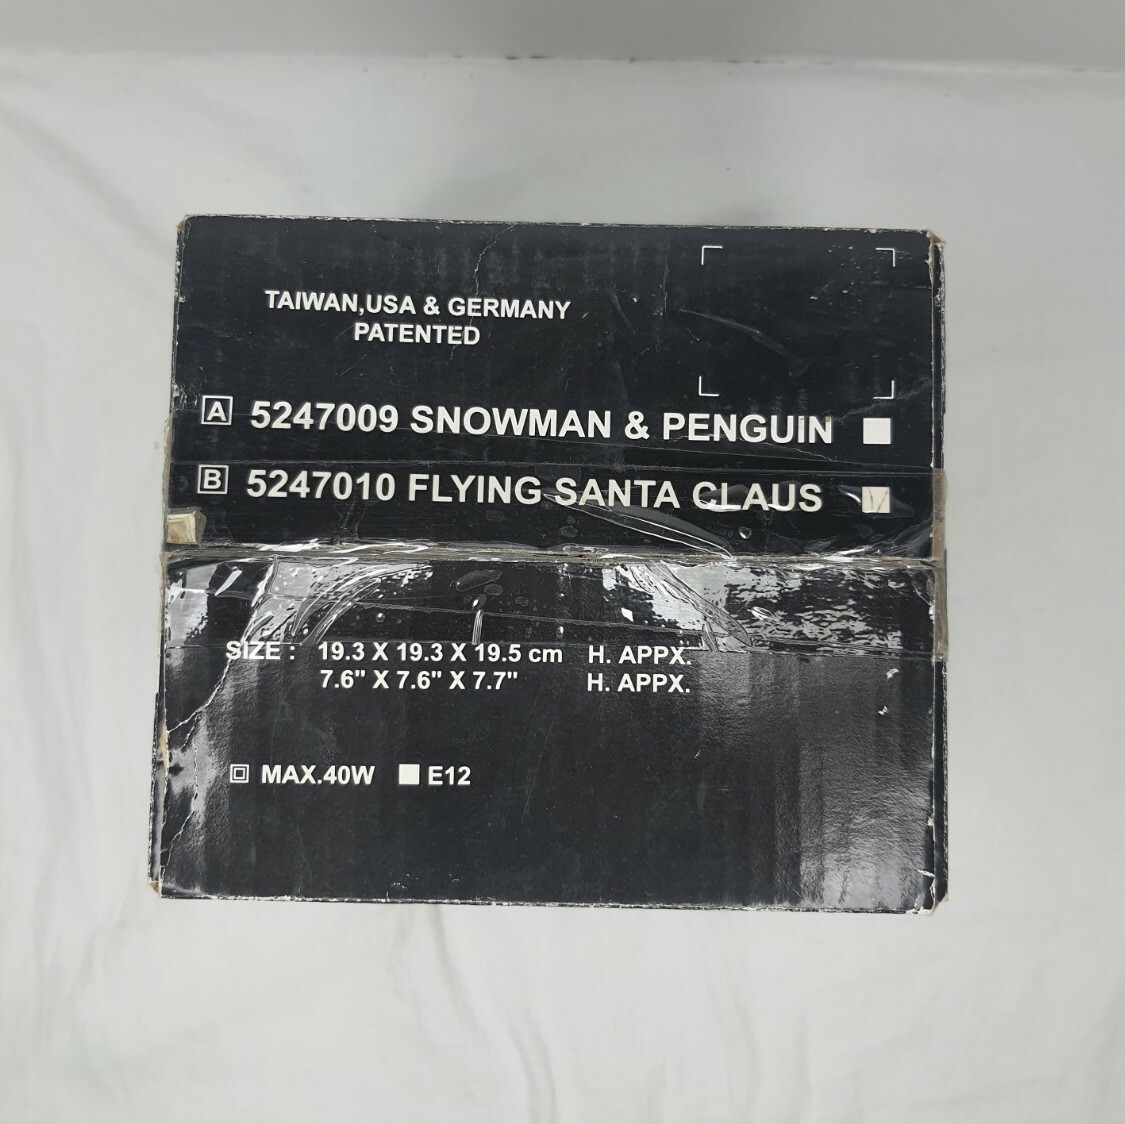 TAIWAN,USA & GERMANY
PATENTED
A 5247009 SNOWMAN & PENGUIN
B 5247010 FLYING SANTA CLAUS
SIZE : 19.3 X 19.3 X 19.5 cm H. APPX.
7.6" X 7.6" X 7.7" H. APPX.
MAX.40W E12